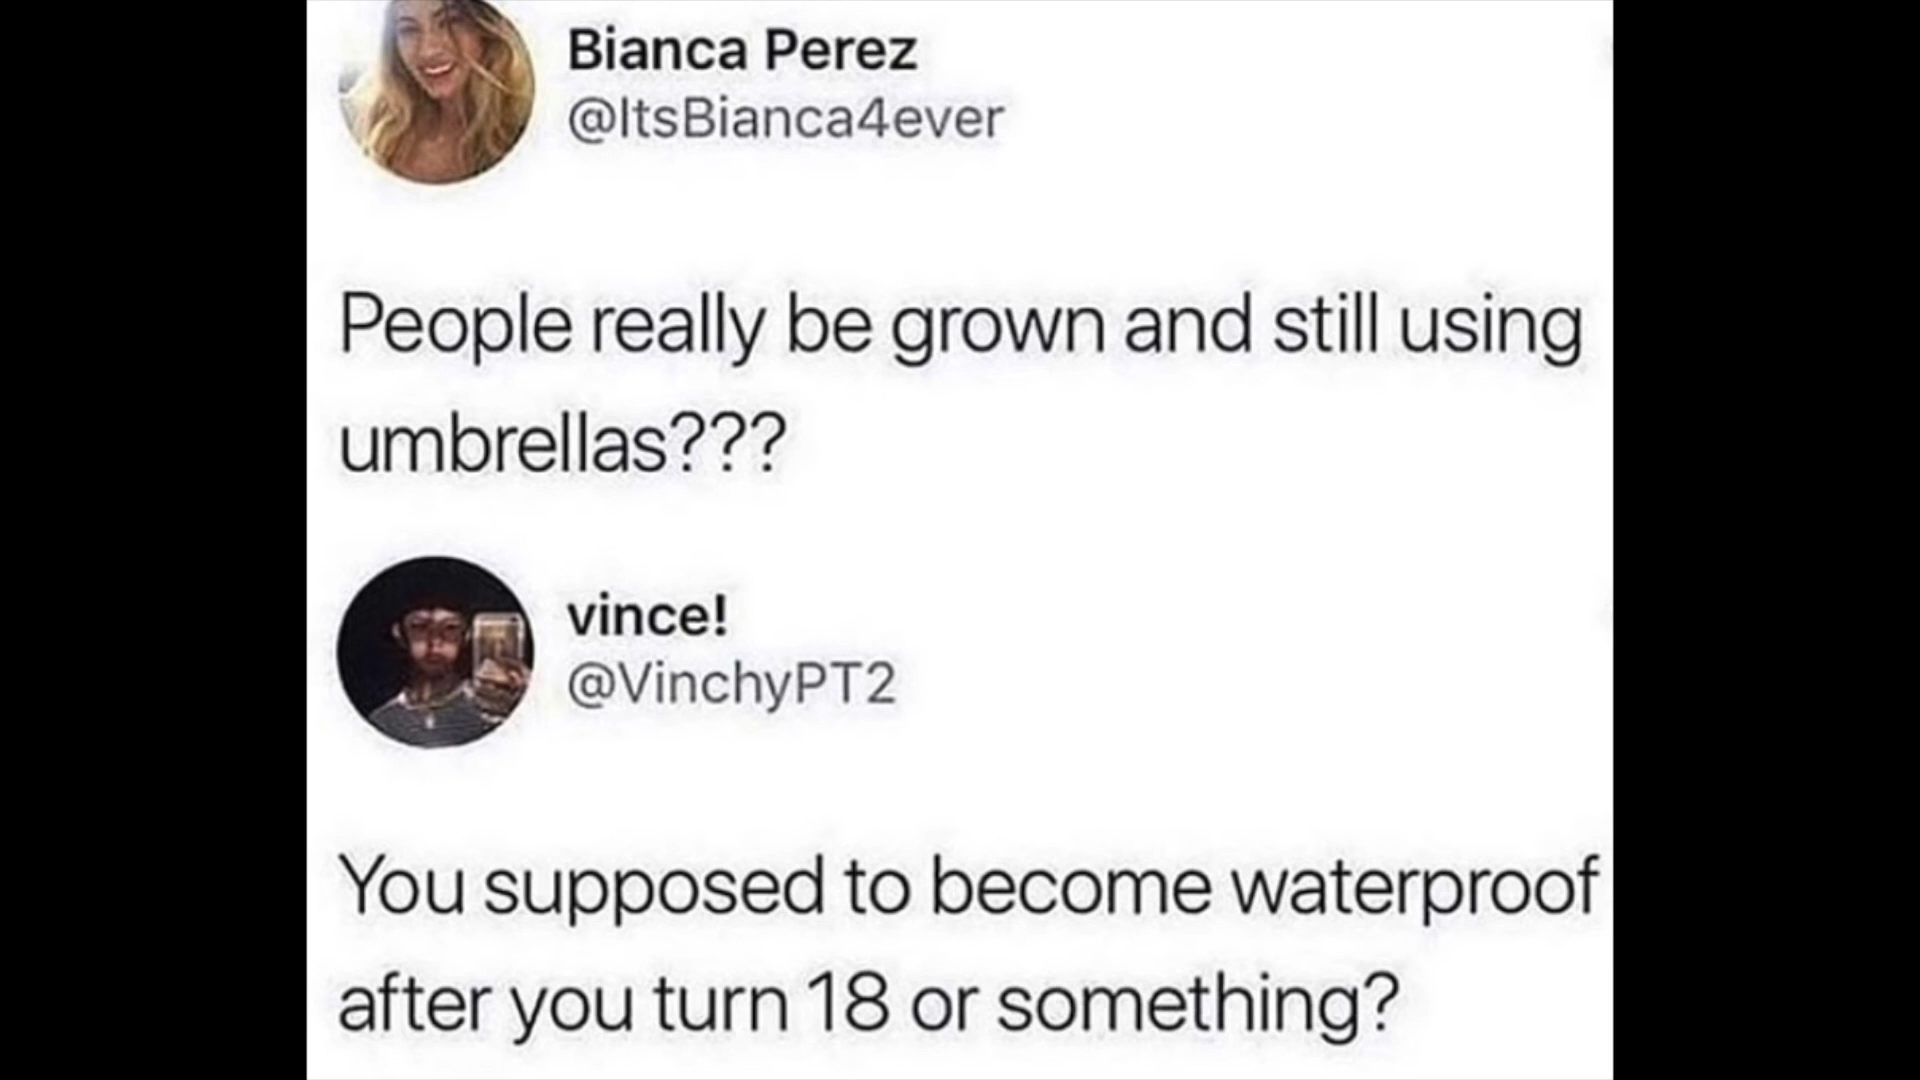 Bianca Perez
@ItsBianca4ever
People really be grown and still using
umbrellas???
vince!
@VinchyPT2
You supposed to become waterproof
after you turn 18 or something?